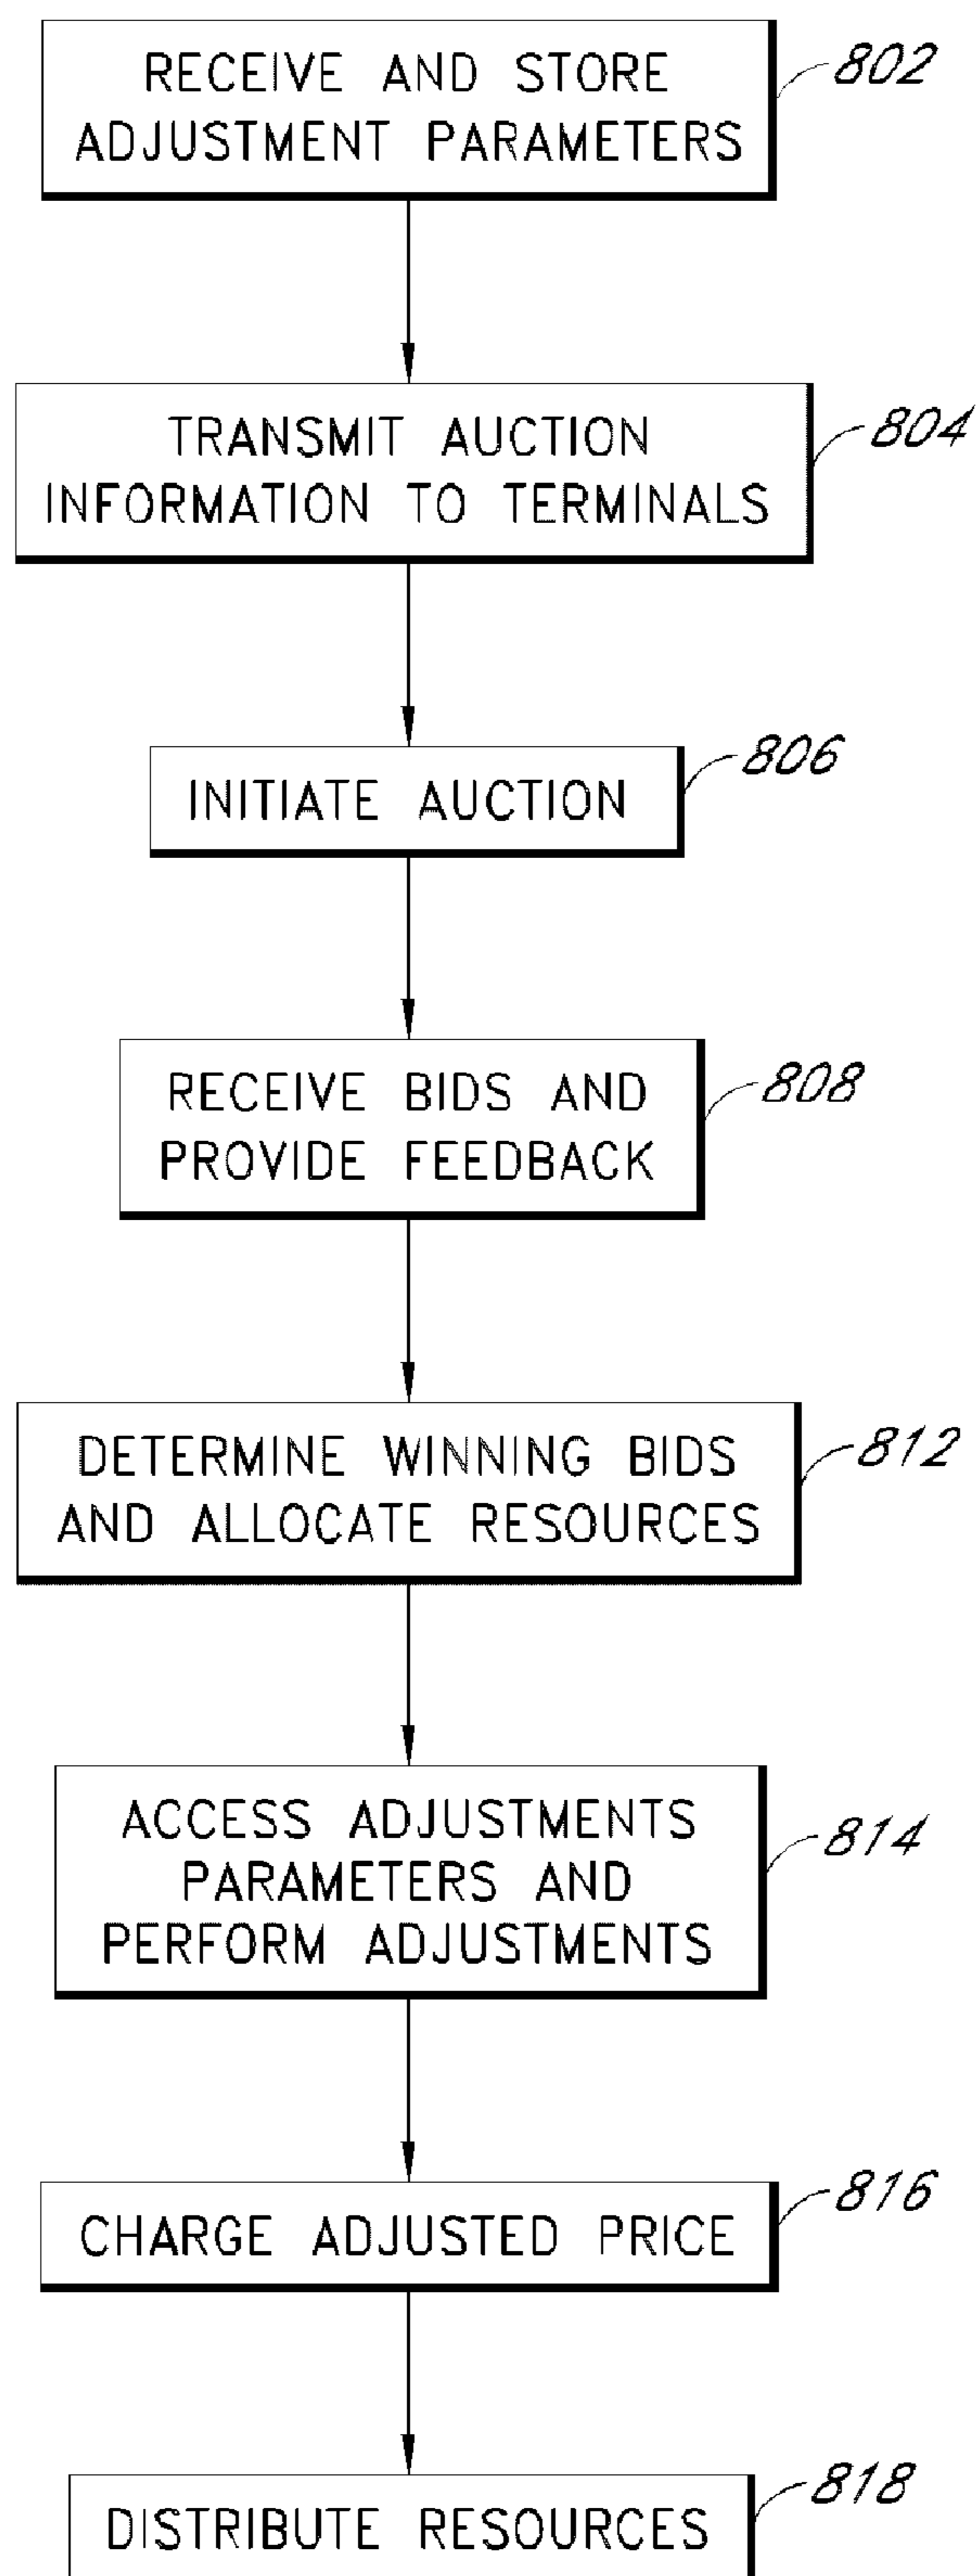 RECEIVE AND STORE
ADJUSTMENT PARAMETERS
802
TRANSMIT AUCTION
INFORMATION TO TERMINALS
804
INITIATE AUCTION
806
RECEIVE BIDS AND
PROVIDE FEEDBACK
808
DETERMINE WINNING BIDS
AND ALLOCATE RESOURCES
812
ACCESS ADJUSTMENTS
PARAMETERS AND
PERFORM ADJUSTMENTS
814
CHARGE ADJUSTED PRICE
816
DISTRIBUTE RESOURCES
818